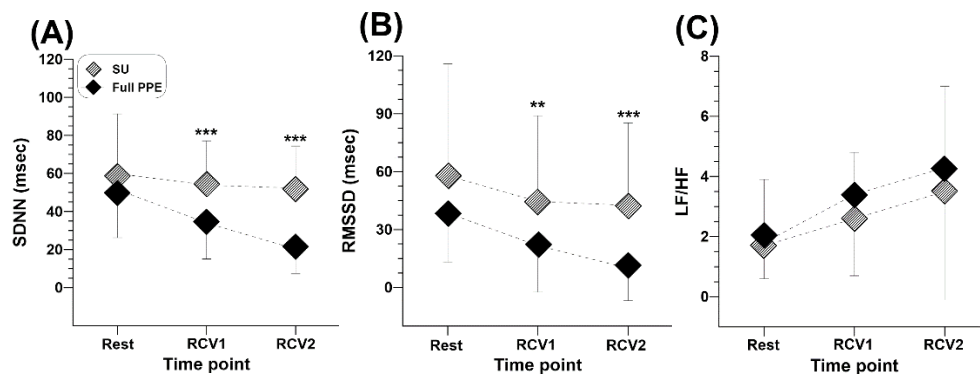 (A)
120
100
80
60
40
20
0
SDNN (msec)
SU
Full PPE
***
***
Rest
RCV1
RCV2
Time point
(B)
120
90
60
30
0
RMSSD (msec)
**
***
Rest
RCV1
RCV2
Time point
(C)
8
6
4
2
0
LF/HF
Rest
RCV1
RCV2
Time point